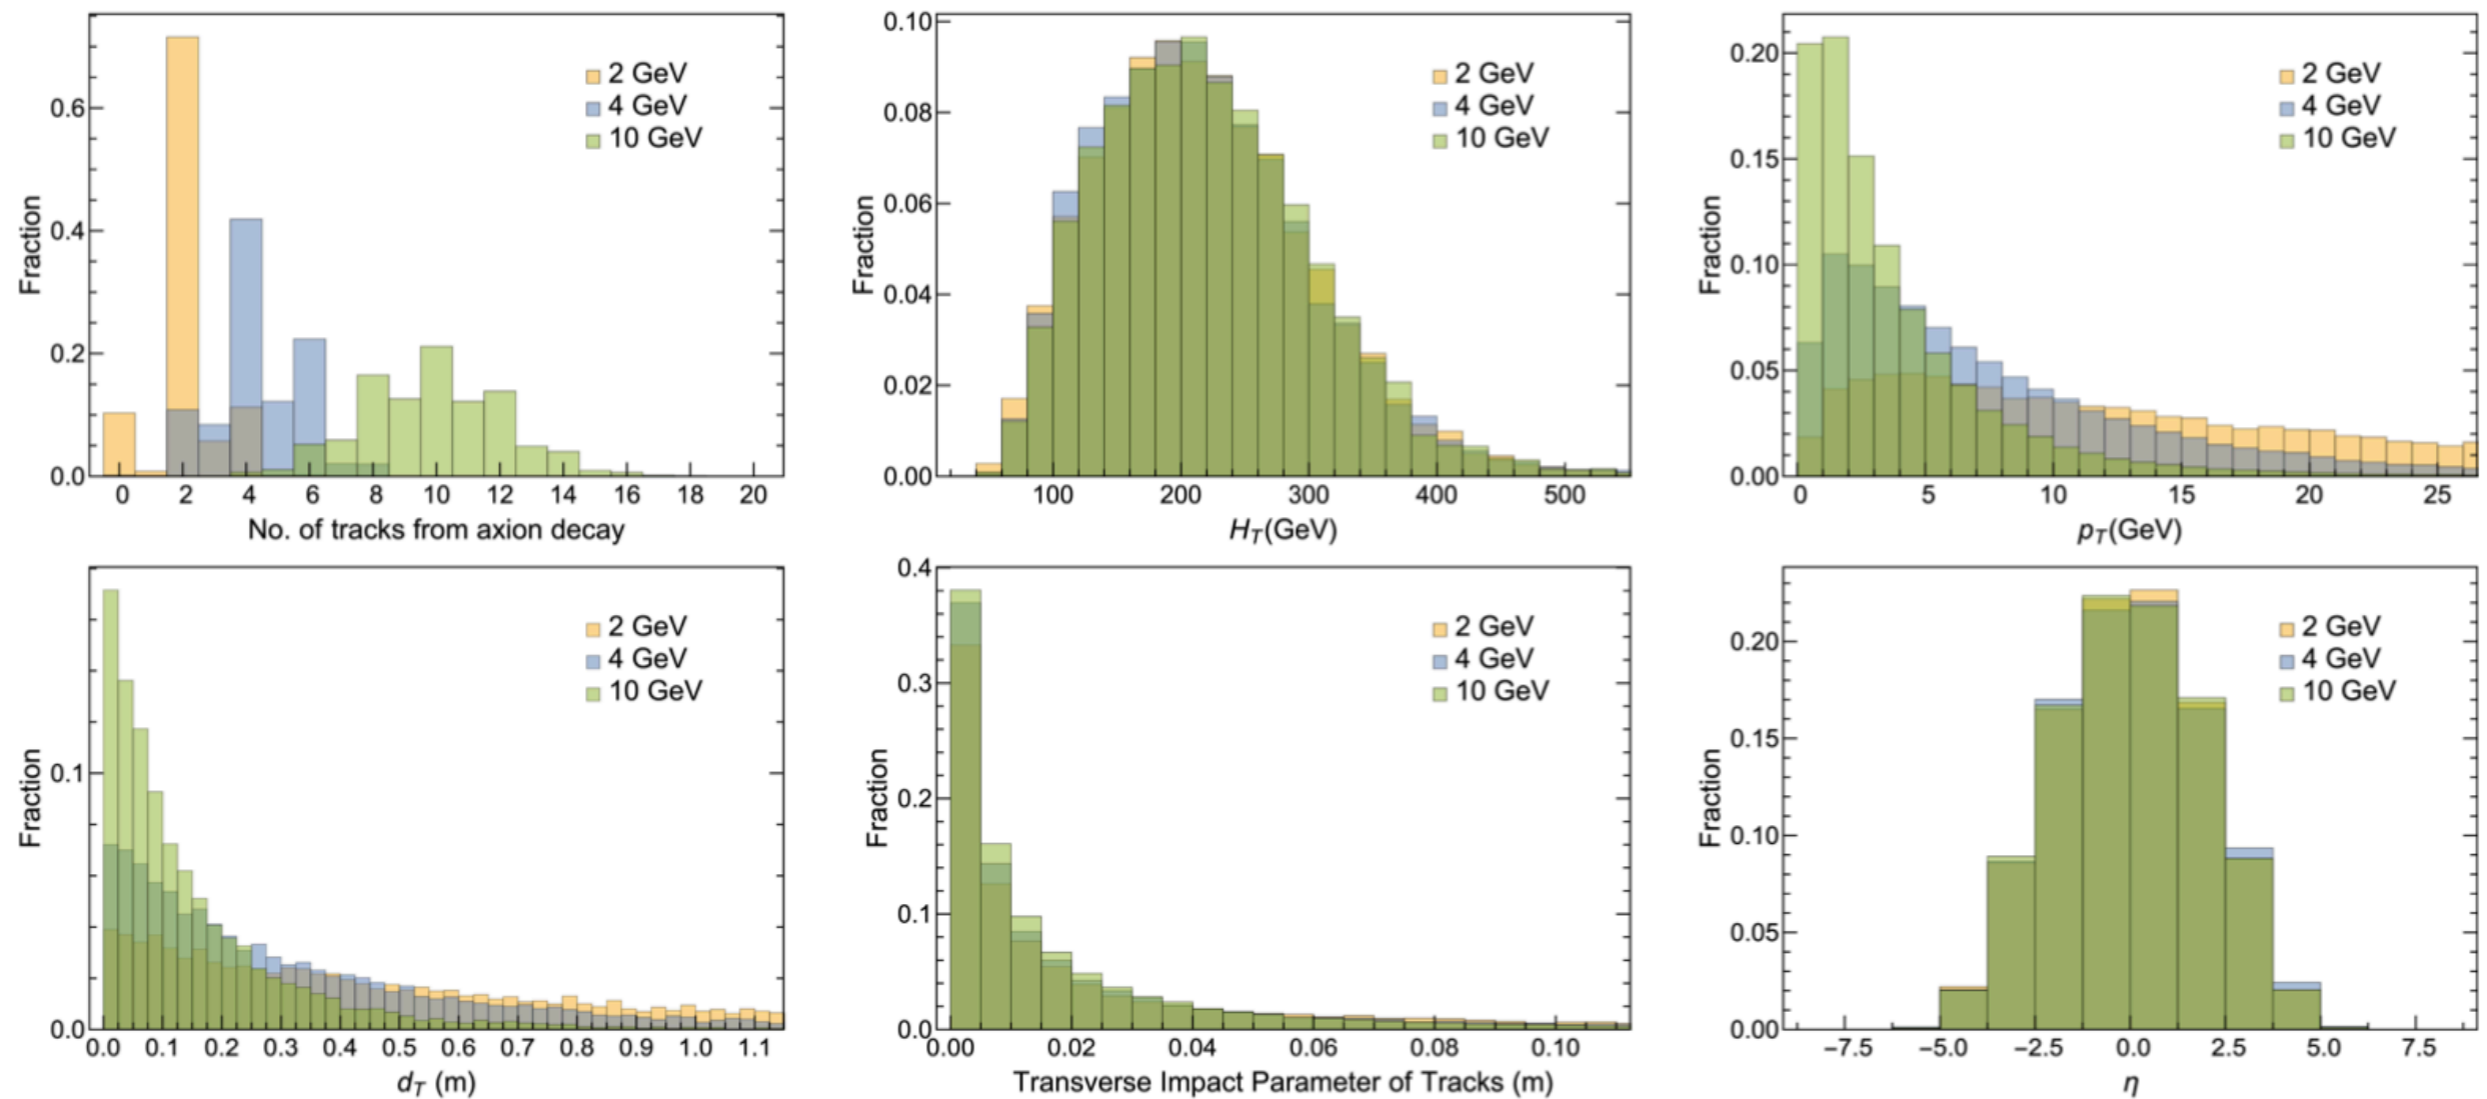 Fraction
0.6
0.4
0.2
0.0
0 2 4 6 8 10 12 14 16 18 20
No. of tracks from axion decay
2 GeV
4 GeV
10 GeV
Fraction
0.10
0.08
0.06
0.04
0.02
0.00
100 200 300 400 500
H_T(GeV)
2 GeV
4 GeV
10 GeV
Fraction
0.20
0.15
0.10
0.05
0.00
0 5 10 15 20 25
p_T(GeV)
2 GeV
4 GeV
10 GeV
Fraction
0.1
0.0
0.0 0.1 0.2 0.3 0.4 0.5 0.6 0.7 0.8 0.9 1.0 1.1
d_T (m)
2 GeV
4 GeV
10 GeV
Fraction
0.4
0.3
0.2
0.1
0.0
0.00 0.02 0.04 0.06 0.08 0.10
Transverse Impact Parameter of Tracks (m)
2 GeV
4 GeV
10 GeV
Fraction
0.20
0.15
0.10
0.05
0.00
−7.5 −5.0 −2.5 0.0 2.5 5.0 7.5
η
2 GeV
4 GeV
10 GeV